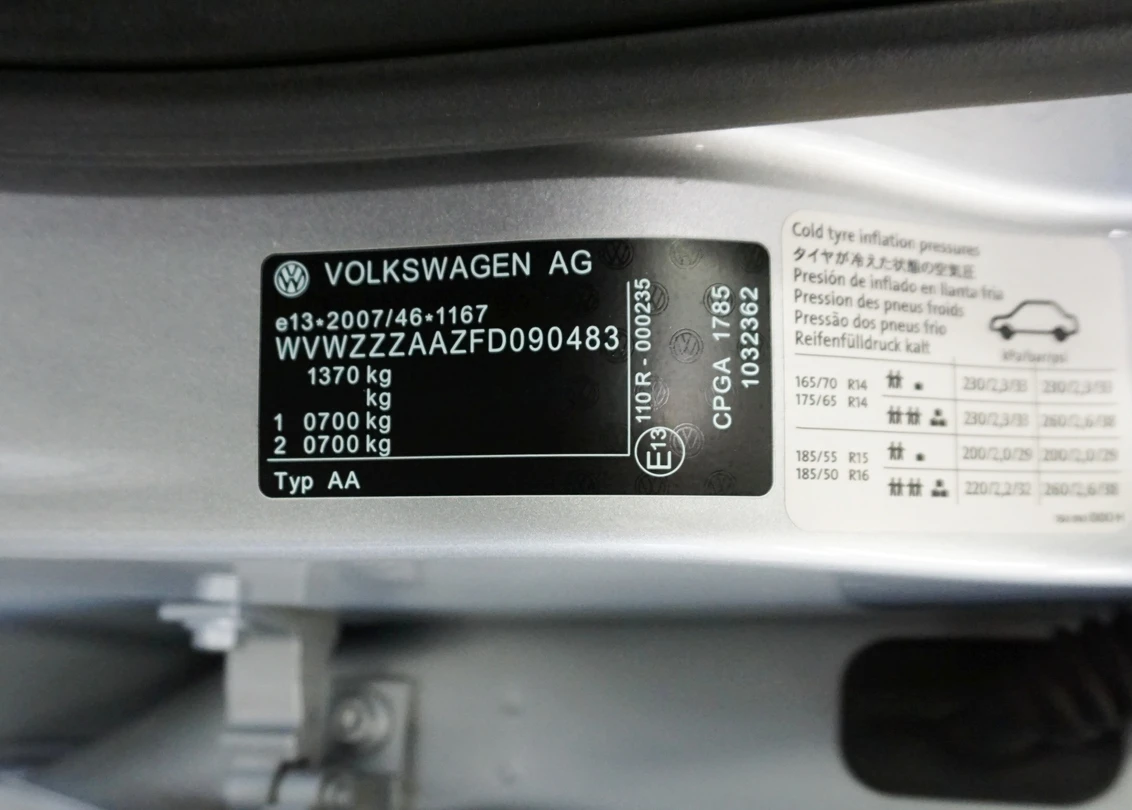 VOLKSWAGEN AG
e13*2007/46*1167
WVWZZZAAZFD090483
1370 kg
kg
1 0700 kg
2 0700 kg
Typ AA
E13 110 R - 000235
CPGA 1785
1032362
Cold tyre inflation pressures
タイヤが冷えた状態の空気圧
Presión de inflado en llanta fria
Pression des pneus froids
Pressão dos pneus frio
Reifenfülldruck kalt
kPa/bar/psi
165/70 R14
175/65 R14
230/2,3/33 230/2,3/33
230/2,3/33 260/2,6/38
185/55 R15
185/50 R16
200/2,0/29 200/2,0/29
220/2,2/32 260/2,6/38